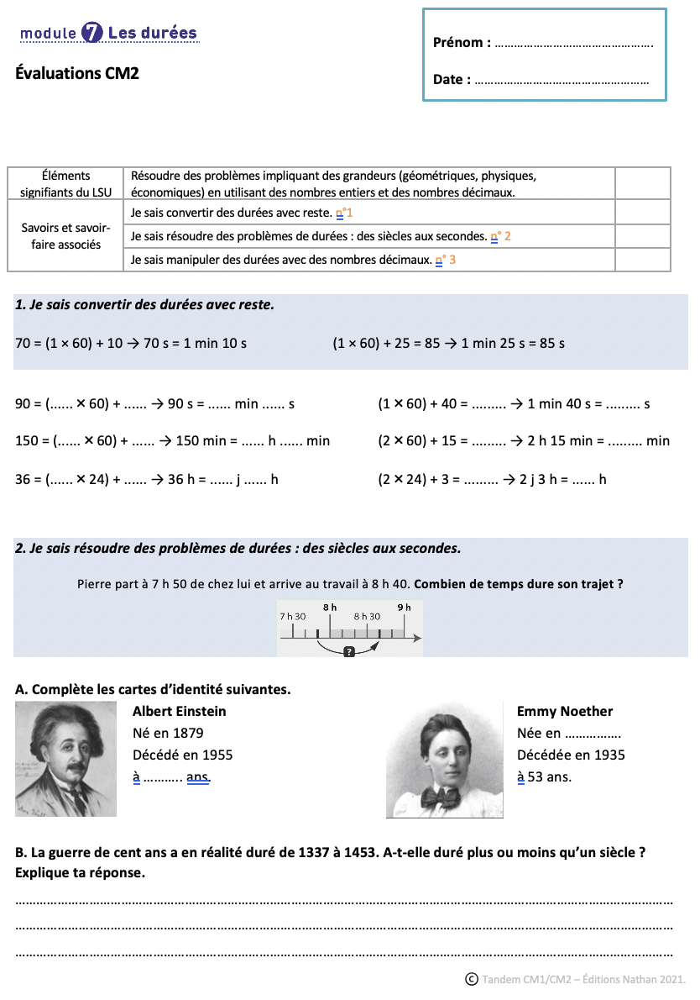 module 7 Les durées
Évaluations CM2
Prénom : ……………………………………….
Date : ……………………………………………
Éléments signifiants du LSU
Résoudre des problèmes impliquant des grandeurs (géométriques, physiques,
économiques) en utilisant des nombres entiers et des nombres décimaux.
Savoirs et savoir-
faire associés
Je sais convertir des durées avec reste. n°1
Je sais résoudre des problèmes de durées : des siècles aux secondes. n° 2
Je sais manipuler des durées avec des nombres décimaux. n° 3
1. Je sais convertir des durées avec reste.
70 = (1 × 60) + 10 → 70 s = 1 min 10 s (1 × 60) + 25 = 85 → 1 min 25 s = 85 s
90 = (...... × 60) + ...... → 90 s = ...... min ...... s (1 × 60) + 40 = ......... → 1 min 40 s = ......... s
150 = (...... × 60) + ...... → 150 min = ...... h ...... min (2 × 60) + 15 = ......... → 2 h 15 min = ......... min
36 = (...... × 24) + ...... → 36 h = ...... j ...... h (2 × 24) + 3 = ......... → 2 j 3 h = ...... h
2. Je sais résoudre des problèmes de durées : des siècles aux secondes.
Pierre part à 7 h 50 de chez lui et arrive au travail à 8 h 40. Combien de temps dure son trajet ?
8 h 9 h
7 h 30 8 h 30
?
A. Complète les cartes d’identité suivantes.
Albert Einstein
Né en 1879
Décédé en 1955
à ……….. ans.
Emmy Noether
Née en …………….
Décédée en 1935
à 53 ans.
B. La guerre de cent ans a en réalité duré de 1337 à 1453. A-t-elle duré plus ou moins qu’un siècle ?
Explique ta réponse.
……………………………………………………………………………………………………………………
……………………………………………………………………………………………………………………
……………………………………………………………………………………………………………………
© Tandem CM1/CM2 – Éditions Nathan 2021.